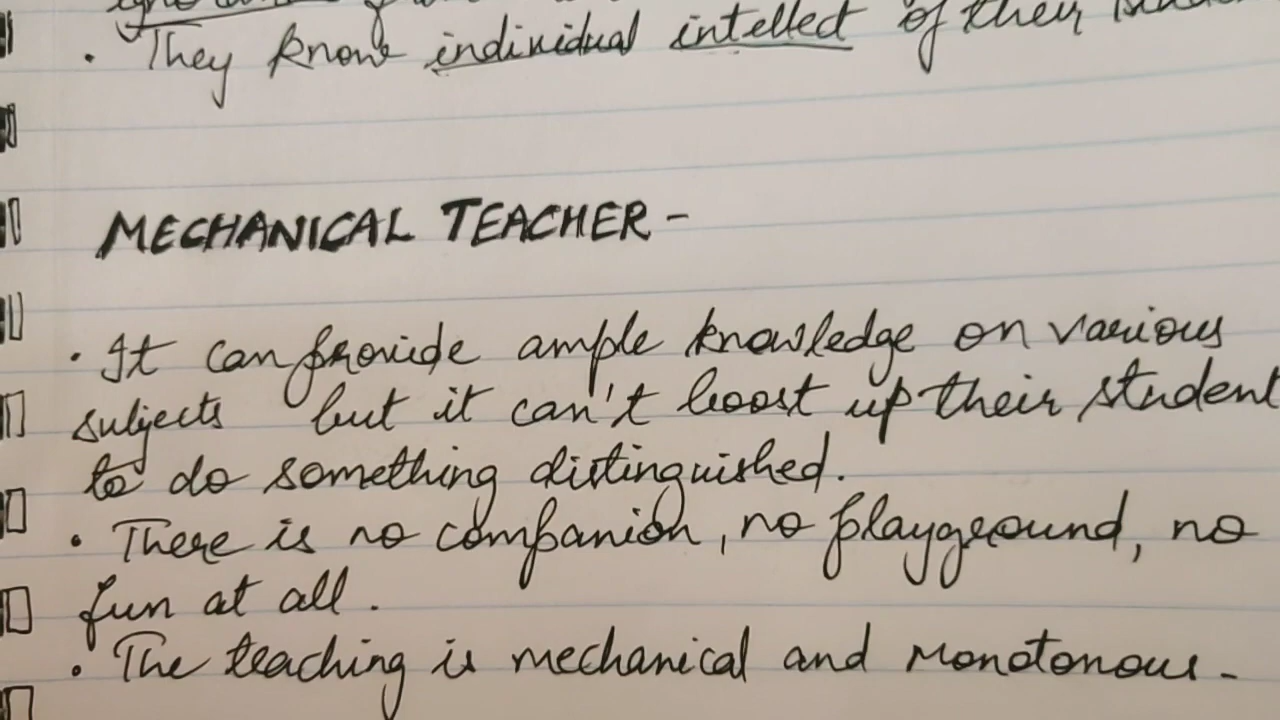 . They know individual intellect of their
MECHANICAL TEACHER -
. It can provide ample knowledge on various
subjects but it can't boost up their student
to do something distinguished.
. There is no companion, no playground, no
fun at all.
. The teaching is mechanical and monotonous.